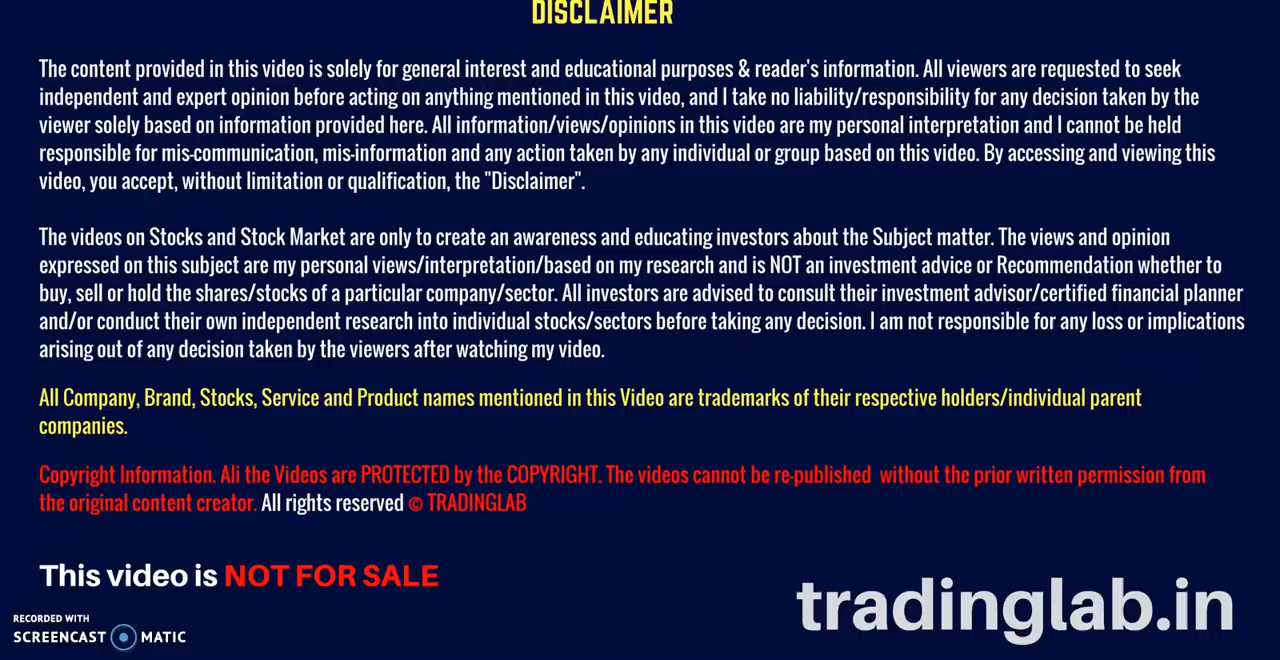 DISCLAIMER
The content provided in this video is solely for general interest and educational purposes & reader's information. All viewers are requested to seek
independent and expert opinion before acting on anything mentioned in this video, and I take no liability/responsibility for any decision taken by the
viewer solely based on information provided here. All information/views/opinions in this video are my personal interpretation and I cannot be held
responsible for mis-communication, mis-information and any action taken by any individual or group based on this video. By accessing and viewing this
video, you accept, without limitation or qualification, the "Disclaimer".
The videos on Stocks and Stock Market are only to create an awareness and educating investors about the Subject matter. The views and opinion
expressed on this subject are my personal views/interpretation/based on my research and is NOT an investment advice or Recommendation whether to
buy, sell or hold the shares/stocks of a particular company/sector. All investors are advised to consult their investment advisor/certified financial planner
and/or conduct their own independent research into individual stocks/sectors before taking any decision. I am not responsible for any loss or implications
arising out of any decision taken by the viewers after watching my video.
All Company, Brand, Stocks, Service and Product names mentioned in this Video are trademarks of their respective holders/individual parent
companies.
Copyright Information. Ali the Videos are PROTECTED by the COPYRIGHT. The videos cannot be re-published without the prior written permission from
the original content creator. All rights reserved © TRADINGLAB
This video is NOT FOR SALE
tradinglab.in
RECORDED WITH
SCREENCAST MATIC